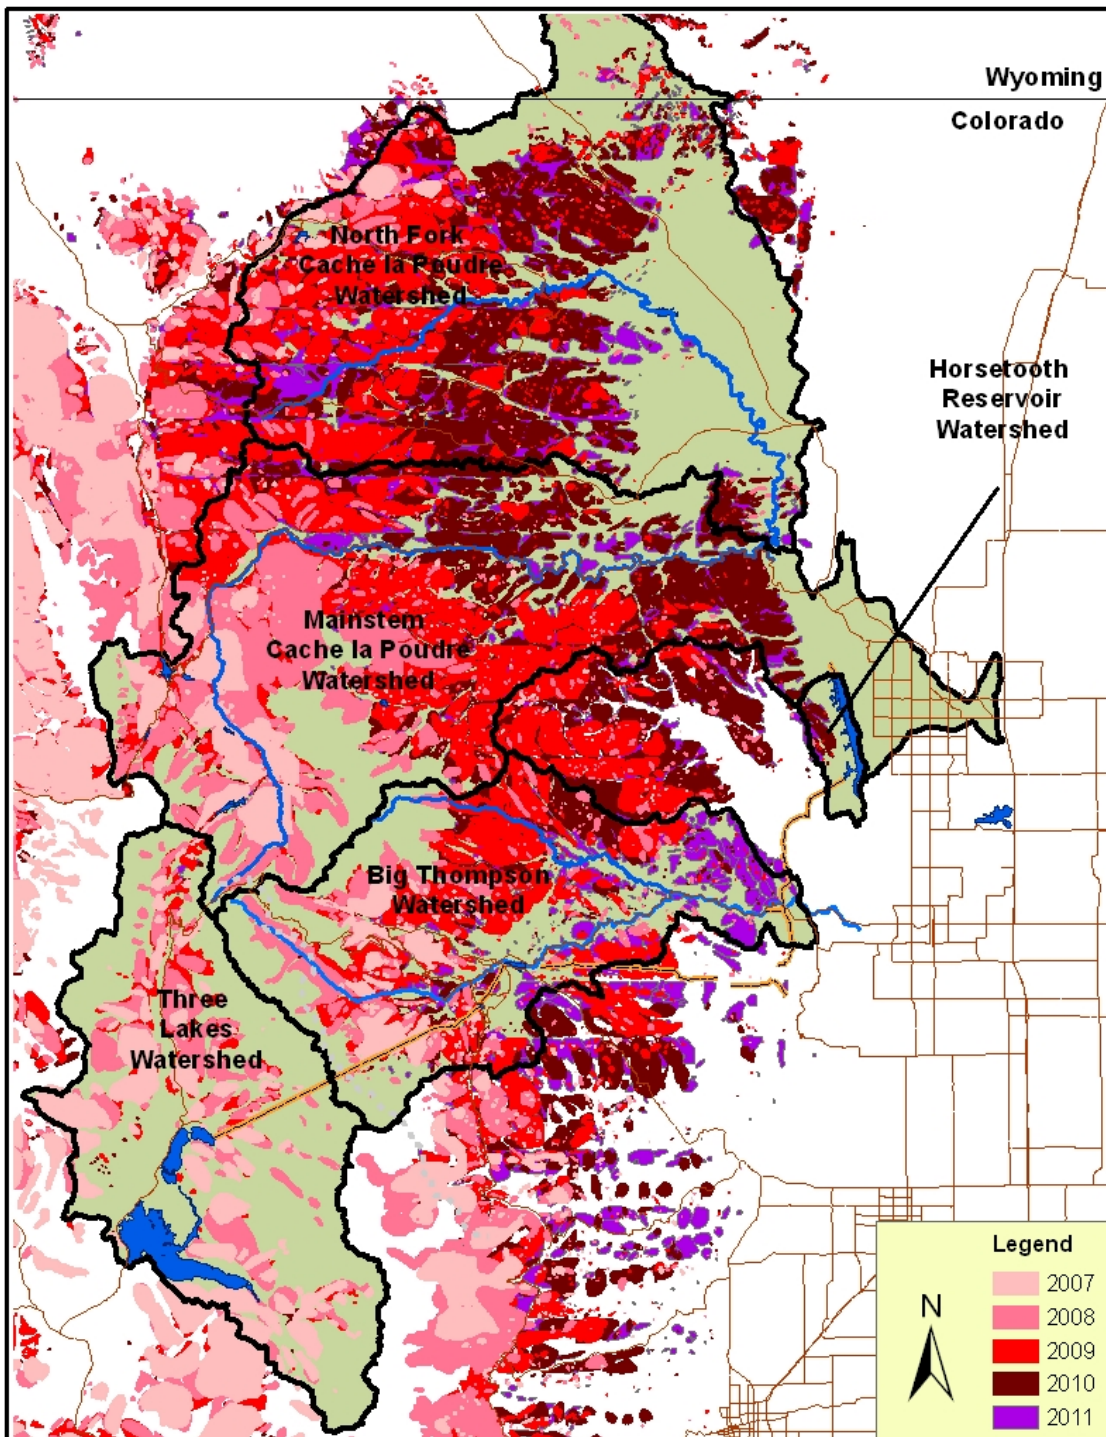 Wyoming
Colorado
North Fork
Cache la Poudre
Watershed
Horsetooth
Reservoir
Watershed
Mainstem
Cache la Poudre
Watershed
Big Thompson
Watershed
Three
Lakes
Watershed
Legend
2007
2008
2009
2010
2011
N